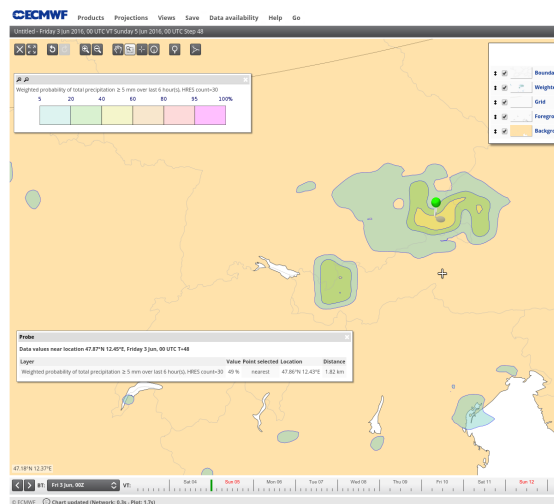 ECMWF Products Projections Views Save Data availability Help Go
Untitled - Friday 3 Jun 2016, 00 UTC VT Sunday 5 Jun 2016, 00 UTC Step 48
Weighted probability of total precipitation ≥ 5 mm over last 6 hour(s), HRES count=30
5 20 40 60 80 95 100%
Bounda
Weighte
Grid
Foregro
Backgro
Probe
Data values near location 47.87°N 12.45°E, Friday 3 Jun, 00 UTC T+48
Layer Value Point selected Location Distance
Weighted probability of total precipitation ≥ 5 mm over last 6 hour(s), HRES count=30 49 % nearest 47.86°N 12.43°E 1.82 km
47.18°N 12.37°E
BT: Fri 3 Jun, 00Z VT: Sat 04 Sun 05 Mon 06 Tue 07 Wed 08 Thu 09 Fri 10 Sat 11 Sun 12
© ECMWF Chart updated (Network: 0.3s - Plot: 1.7s)